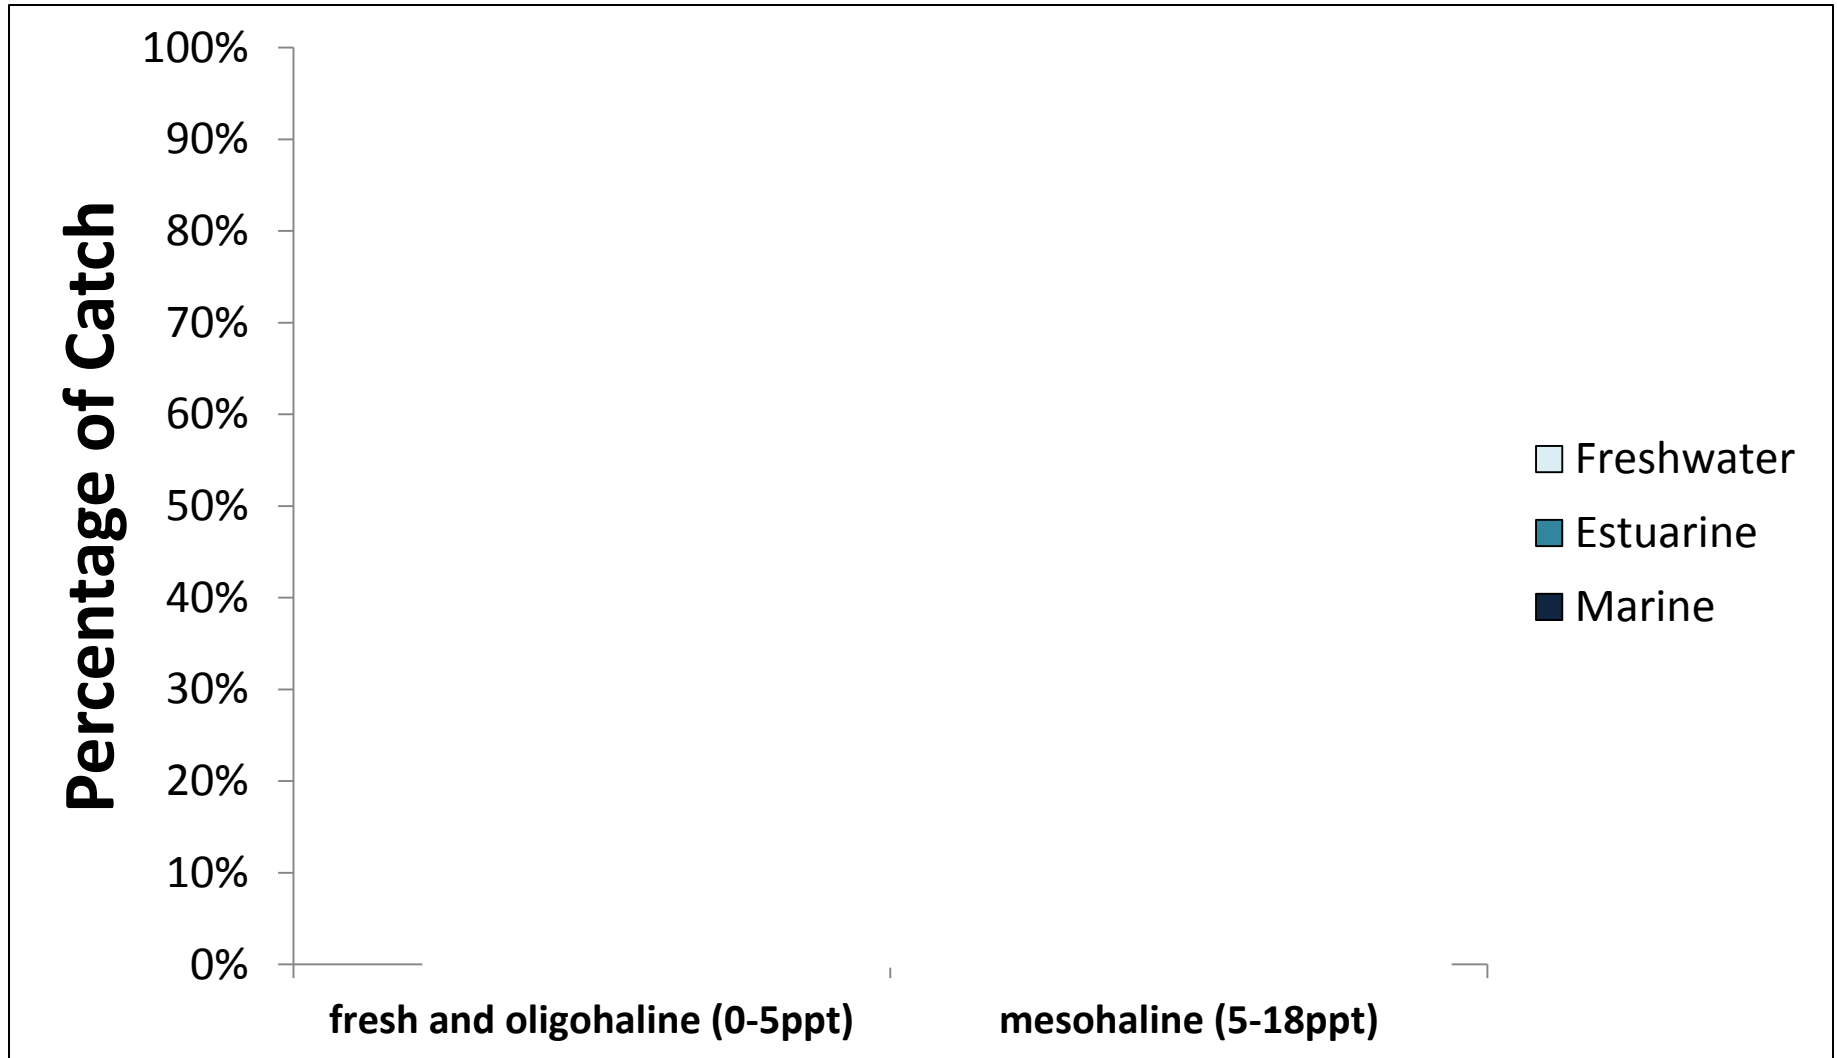 100%
90%
80%
70%
60%
50%
40%
30%
20%
10%
0%
Percentage of Catch
fresh and oligohaline (0-5ppt)
mesohaline (5-18ppt)
Freshwater
Estuarine
Marine